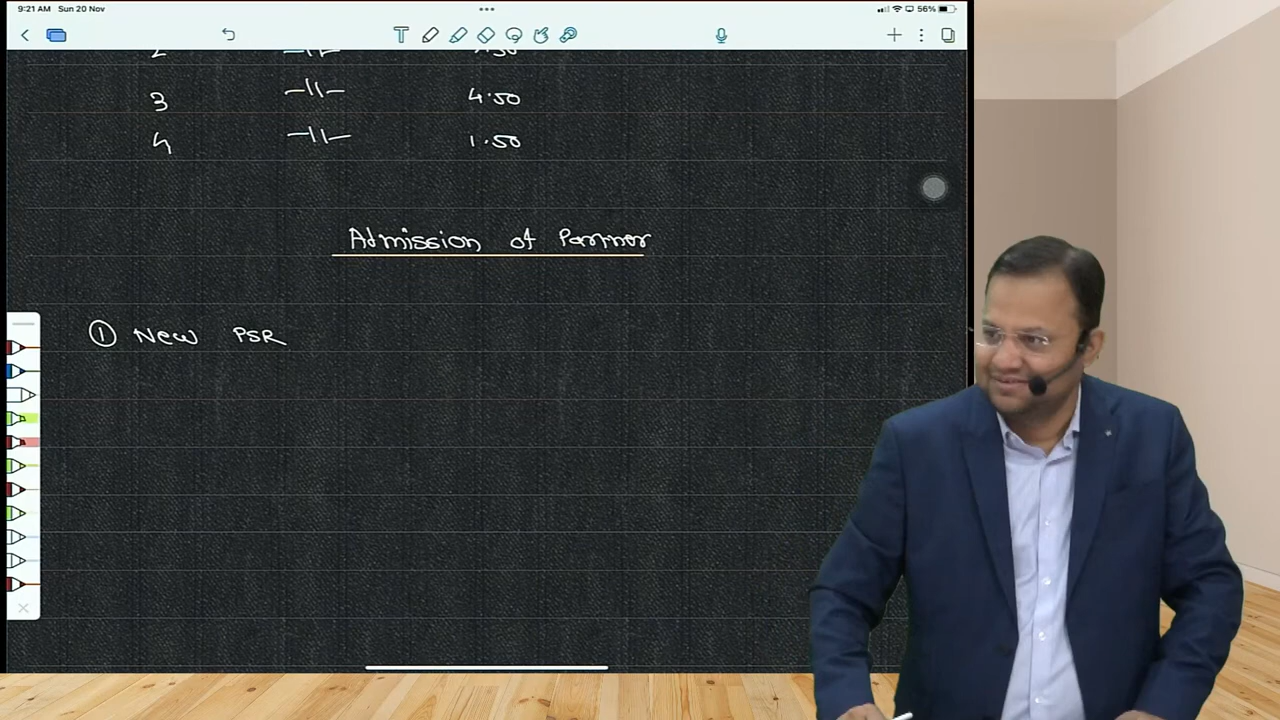 9:21 AM Sun 20 Nov
56%
3 -11- 4.50
4 -11- 1.50
Admission of Partner
① New PSR